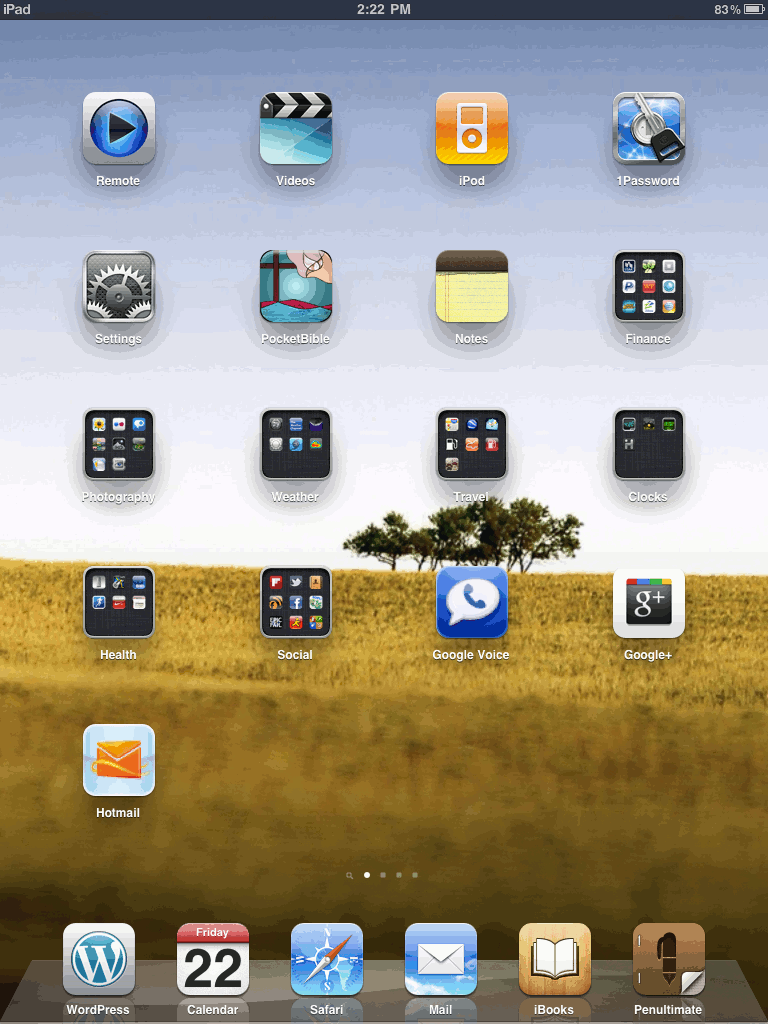 iPad 2:22 PM 83%
Remote Videos iPod 1Password
Settings PocketBible Notes Finance
Photography Weather Travel Clocks
Health Social Google Voice g+ Google+
Hotmail
W Friday N
22
WordPress Calendar Safari Mail iBooks Penultimate